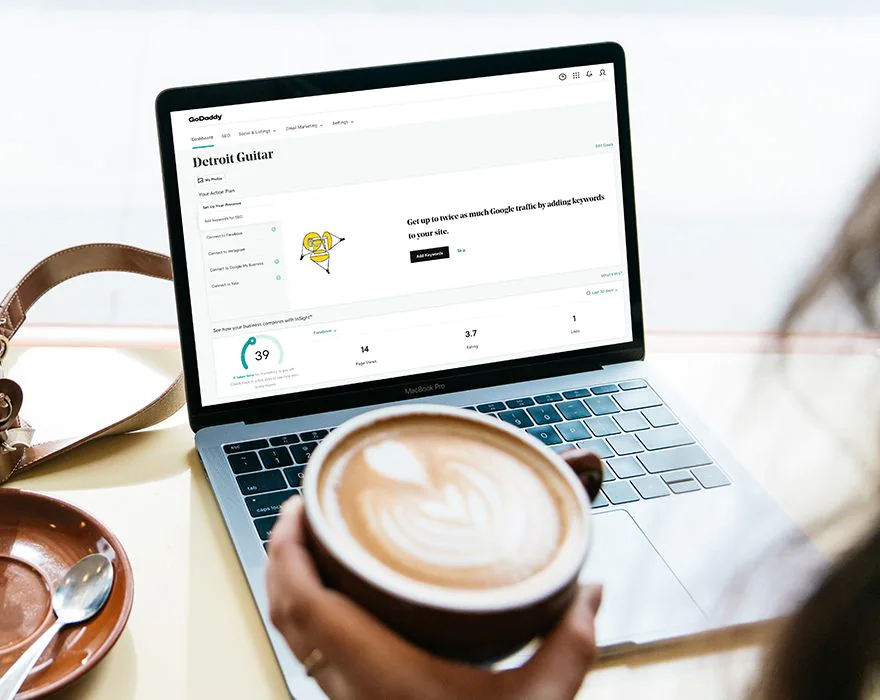 GoDaddy
Dashboard SEO Social & Listings Email Marketing Settings
Detroit Guitar
Edit Goals
My Photos
Your Action Plan
Set Up Your Presence
Add keywords for SEO
Connect to Facebook
Connect to Instagram
Connect to Google My Business
Connect to Yelp
Get up to twice as much Google traffic by adding keywords
to your site.
Add Keywords Skip
See how your business compares with InSight
Facebook
Last 30 days
39
14
Page Views
3.7
Rating
1
Likes
MacBook Pro
esc
tab
caps lock